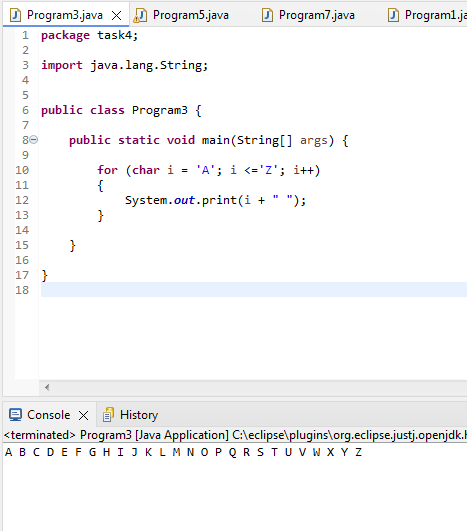 Program3.java Program5.java Program7.java Program1.ja
1 package task4;
2
3 import java.lang.String;
4
5
6 public class Program3 {
7
8 public static void main(String[] args) {
9
10 for (char i = 'A'; i <='Z'; i++)
11 {
12 System.out.print(i + " ");
13 }
14
15 }
16
17 }
18
Console History
<terminated> Program3 [Java Application] C:\eclipse\plugins\org.eclipse.justj.openjdk.h
A B C D E F G H I J K L M N O P Q R S T U V W X Y Z